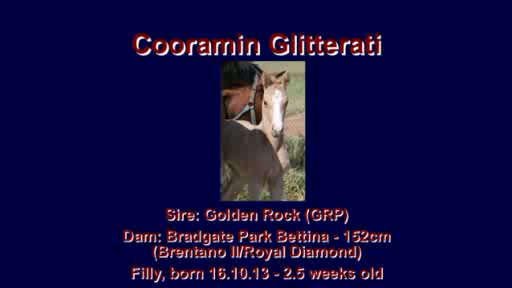 Cooramin Glitterati
Sire: Golden Rock (GRP)
Dam: Bradgate Park Bettina - 152cm
(Brentano II/Royal Diamond)
Filly, born 16.10.13 - 2.5 weeks old